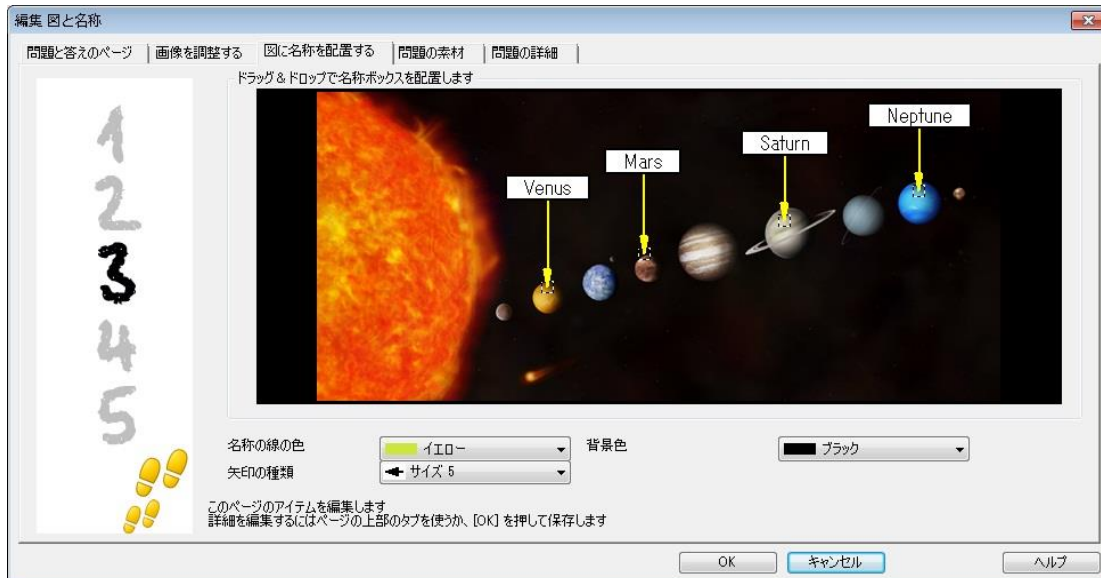 編集 図と名称
問題と答えのページ 画像を調整する 図に名称を配置する 問題の素材 問題の詳細
ドラッグ & ドロップで名称ボックスを配置します
Neptune
Saturn
Mars
Venus
1
2
3
4
5
名称の線の色 イエロー 背景色 ブラック
矢印の種類 サイズ 5
このページのアイテムを編集します
詳細を編集するにはページの上部のタブを使うか、[OK] を押して保存します
OK キャンセル ヘルプ